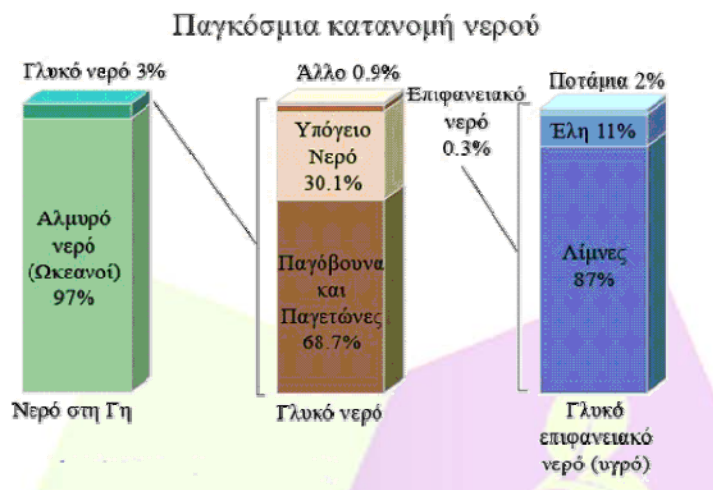 Παγκόσμια κατανομή νερού
Γλυκό νερό 3%
Αλμυρό
νερό
(Ωκεανοί)
97%
Νερό στη Γη
Άλλο 0.9%
Υπόγειο
Νερό
30.1%
Παγόβουνα
και
Παγετώνες
68.7%
Γλυκό νερό
Επιφανειακό
νερό
0.3%
Ποτάμια 2%
Έλη 11%
Λίμνες
87%
Γλυκό
επιφανειακό
νερό (υγρό)